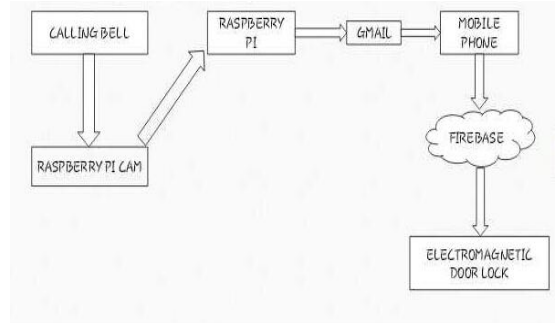 CALLING BELL
RASPBERRY PI CAM
RASPBERRY
PI
GMAIL
MOBILE
PHONE
FIREBASE
ELECTROMAGNETIC
DOOR LOCK